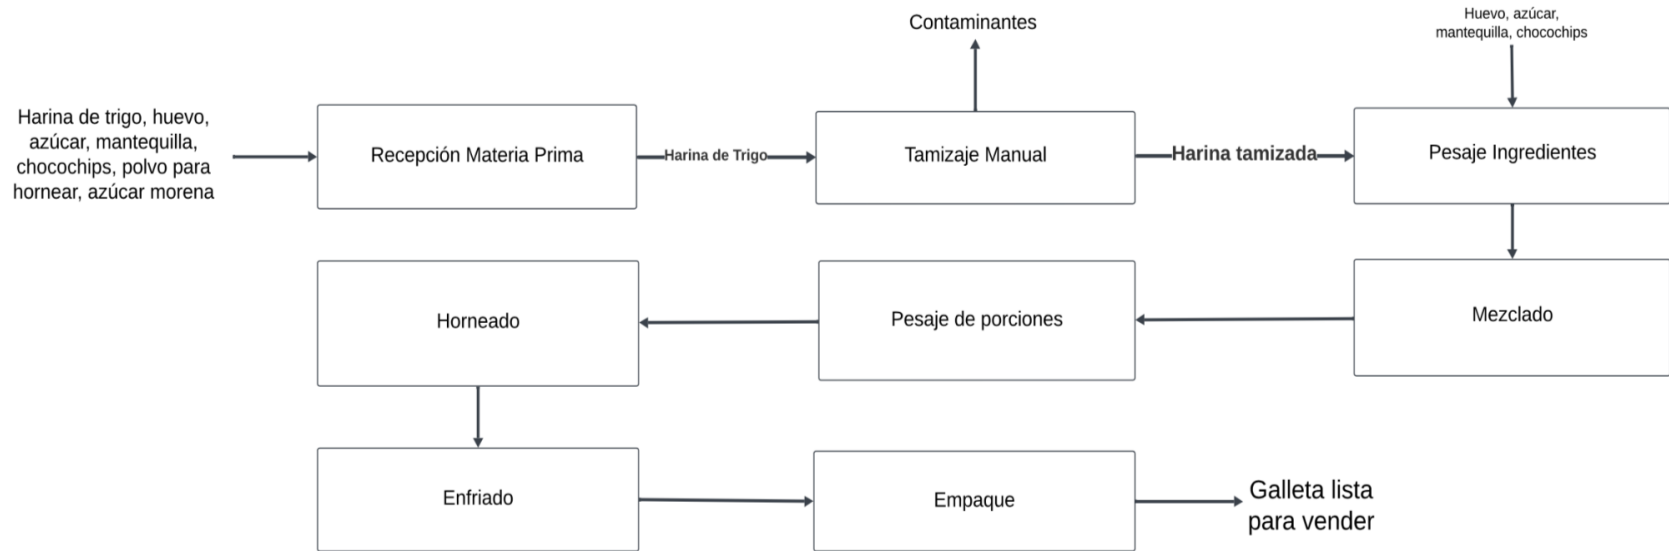 Contaminantes
Huevo, azúcar,
mantequilla, chocochips
Harina de trigo, huevo,
azúcar, mantequilla,
chocochips, polvo para
hornear, azúcar morena
Recepción Materia Prima
Harina de Trigo
Tamizaje Manual
Harina tamizada
Pesaje Ingredientes
Mezclado
Pesaje de porciones
Horneado
Enfriado
Empaque
Galleta lista
para vender